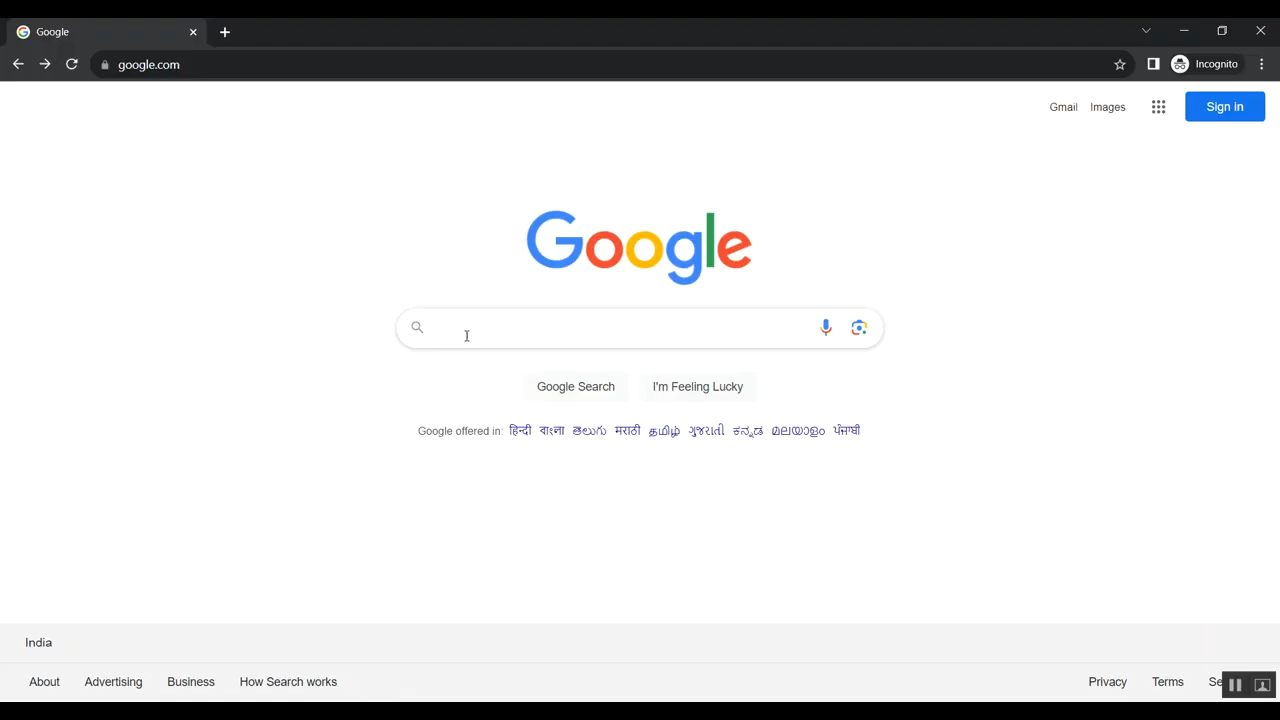 Google
google.com
Incognito
Gmail Images
Sign in
Google
Google Search I'm Feeling Lucky
Google offered in: हिन्दी বাংলা తెలుగు मराठी தமிழ் ગુજરાતી ಕನ್ನಡ മലയാളം ਪੰਜਾਬੀ
India
About Advertising Business How Search works Privacy Terms